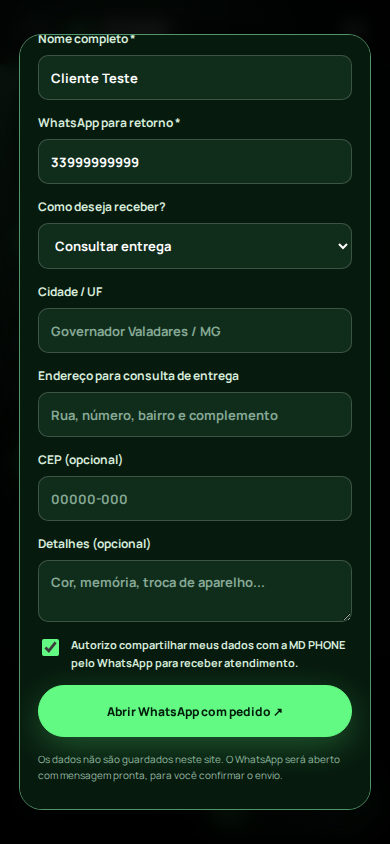 Nome completo *
Cliente Teste
WhatsApp para retorno *
33999999999
Como deseja receber?
Consultar entrega
Cidade / UF
Governador Valadares / MG
Endereço para consulta de entrega
Rua, número, bairro e complemento
CEP (opcional)
00000-000
Detalhes (opcional)
Cor, memória, troca de aparelho...
Autorizo compartilhar meus dados com a MD PHONE
pelo WhatsApp para receber atendimento.
Abrir WhatsApp com pedido ↗
Os dados não são guardados neste site. O WhatsApp será aberto
com mensagem pronta, para você confirmar o envio.